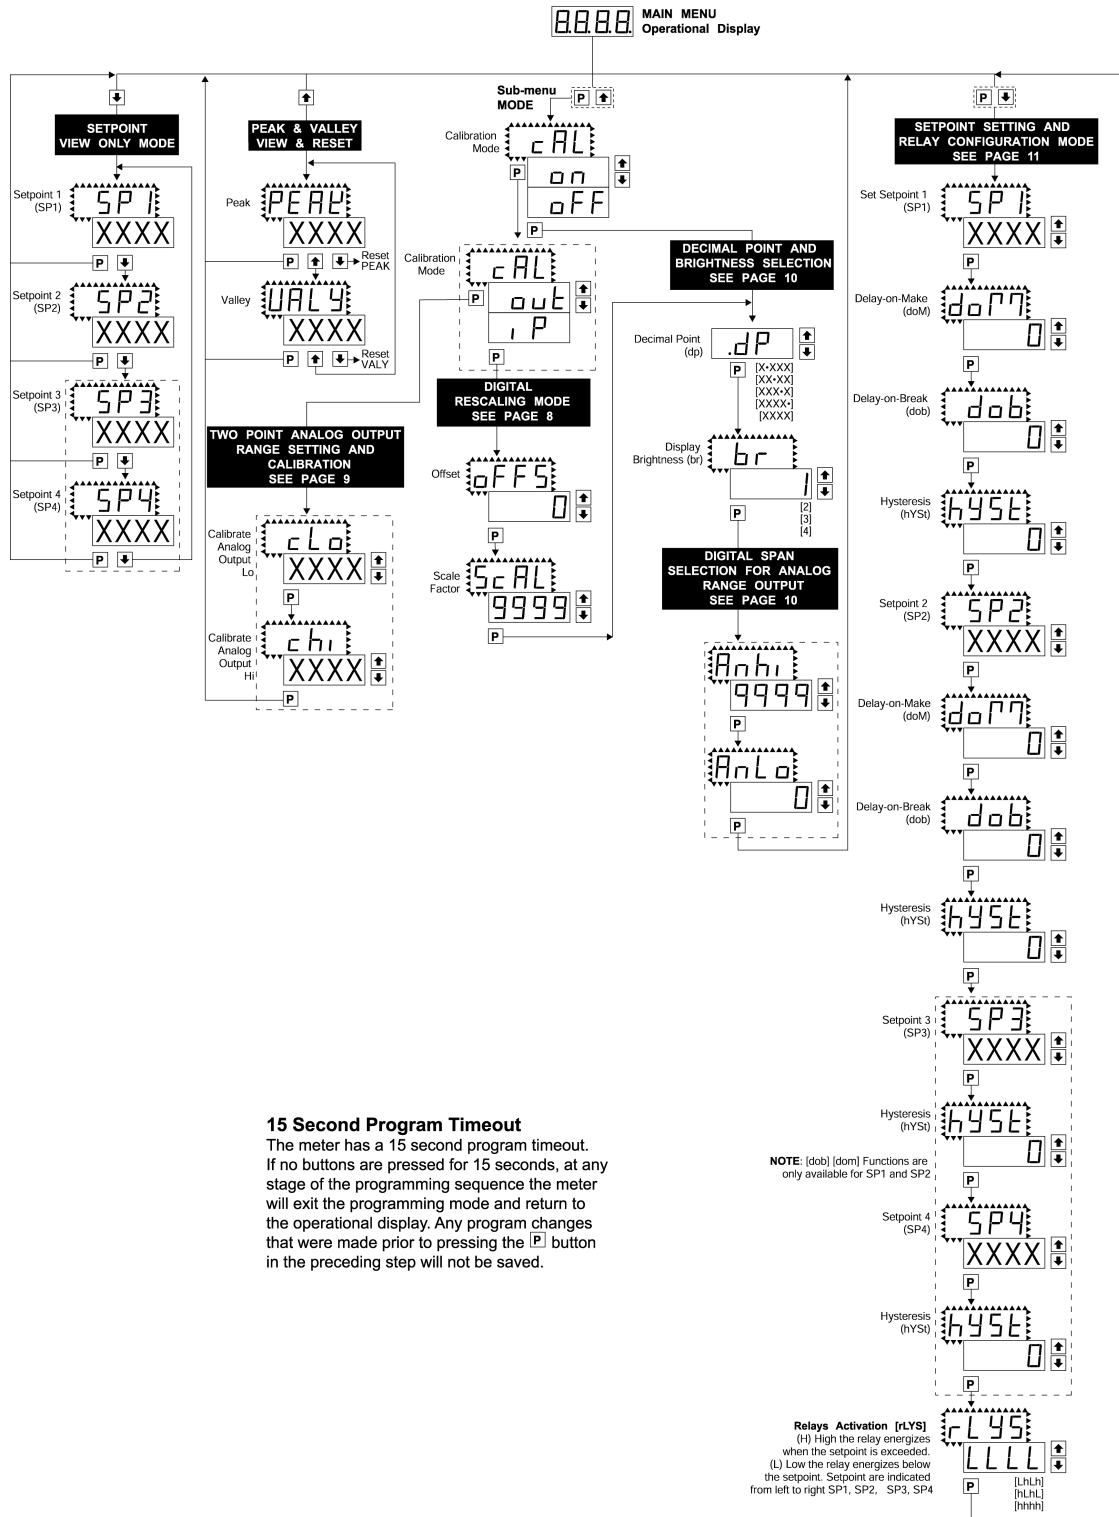 8.8.8.8.
MAIN MENU
Operational Display
P
SETPOINT
VIEW ONLY MODE
Setpoint 1
(SP1)
SP1
XXXX
P
Setpoint 2
(SP2)
SP2
XXXX
P
Setpoint 3
(SP3)
SP3
XXXX
P
Setpoint 4
(SP4)
SP4
XXXX
P
PEAK & VALLEY
VIEW & RESET
Peak
PEAK
XXXX
P
Reset
PEAK
Valley
VALY
XXXX
P
Reset
VALY
TWO POINT ANALOG OUTPUT
RANGE SETTING AND
CALIBRATION
SEE PAGE 9
Calibrate
Analog
Output
Lo
cLo
XXXX
P
Calibrate
Analog
Output
Hi
chi
XXXX
P
Sub-menu
MODE
P
Calibration
Mode
cAL
on
oFF
P
P
Calibration
Mode
cAL
out
iP
P
P
DIGITAL
RESCALING MODE
SEE PAGE 8
Offset
oFFS
0
P
Scale
Factor
ScAL
9999
P
DECIMAL POINT AND
BRIGHTNESS SELECTION
SEE PAGE 10
Decimal Point
(dp)
.dP
P
[X•XXX]
[XX•XX]
[XXX•X]
[XXXX•]
[XXXX]
Display
Brightness (br)
br
1
[2]
[3]
[4]
P
DIGITAL SPAN
SELECTION FOR ANALOG
RANGE OUTPUT
SEE PAGE 10
Anhi
9999
P
AnLo
0
P
SETPOINT SETTING AND
RELAY CONFIGURATION MODE
SEE PAGE 11
Set Setpoint 1
(SP1)
SP1
XXXX
P
Delay-on-Make
(doM)
doM
0
P
Delay-on-Break
(dob)
dob
0
P
Hysteresis
(hYSt)
hYSt
0
P
Setpoint 2
(SP2)
SP2
XXXX
P
Delay-on-Make
(doM)
doM
0
P
Delay-on-Break
(dob)
dob
0
P
Hysteresis
(hYSt)
hYSt
0
P
Setpoint 3
(SP3)
SP3
XXXX
P
Hysteresis
(hYSt)
hYSt
0
P
NOTE: [dob] [dom] Functions are
only available for SP1 and SP2
Setpoint 4
(SP4)
SP4
XXXX
P
Hysteresis
(hYSt)
hYSt
0
P
Relays Activation [rLYS]
(H) High the relay energizes
when the setpoint is exceeded.
(L) Low the relay energizes below
the setpoint. Setpoint are indicated
from left to right SP1, SP2, SP3, SP4
rLYS
LLLL
P
[LhLh]
[hLhL]
[hhhh]
15 Second Program Timeout
The meter has a 15 second program timeout.
If no buttons are pressed for 15 seconds, at any
stage of the programming sequence the meter
will exit the programming mode and return to
the operational display. Any program changes
that were made prior to pressing the P button
in the preceding step will not be saved.